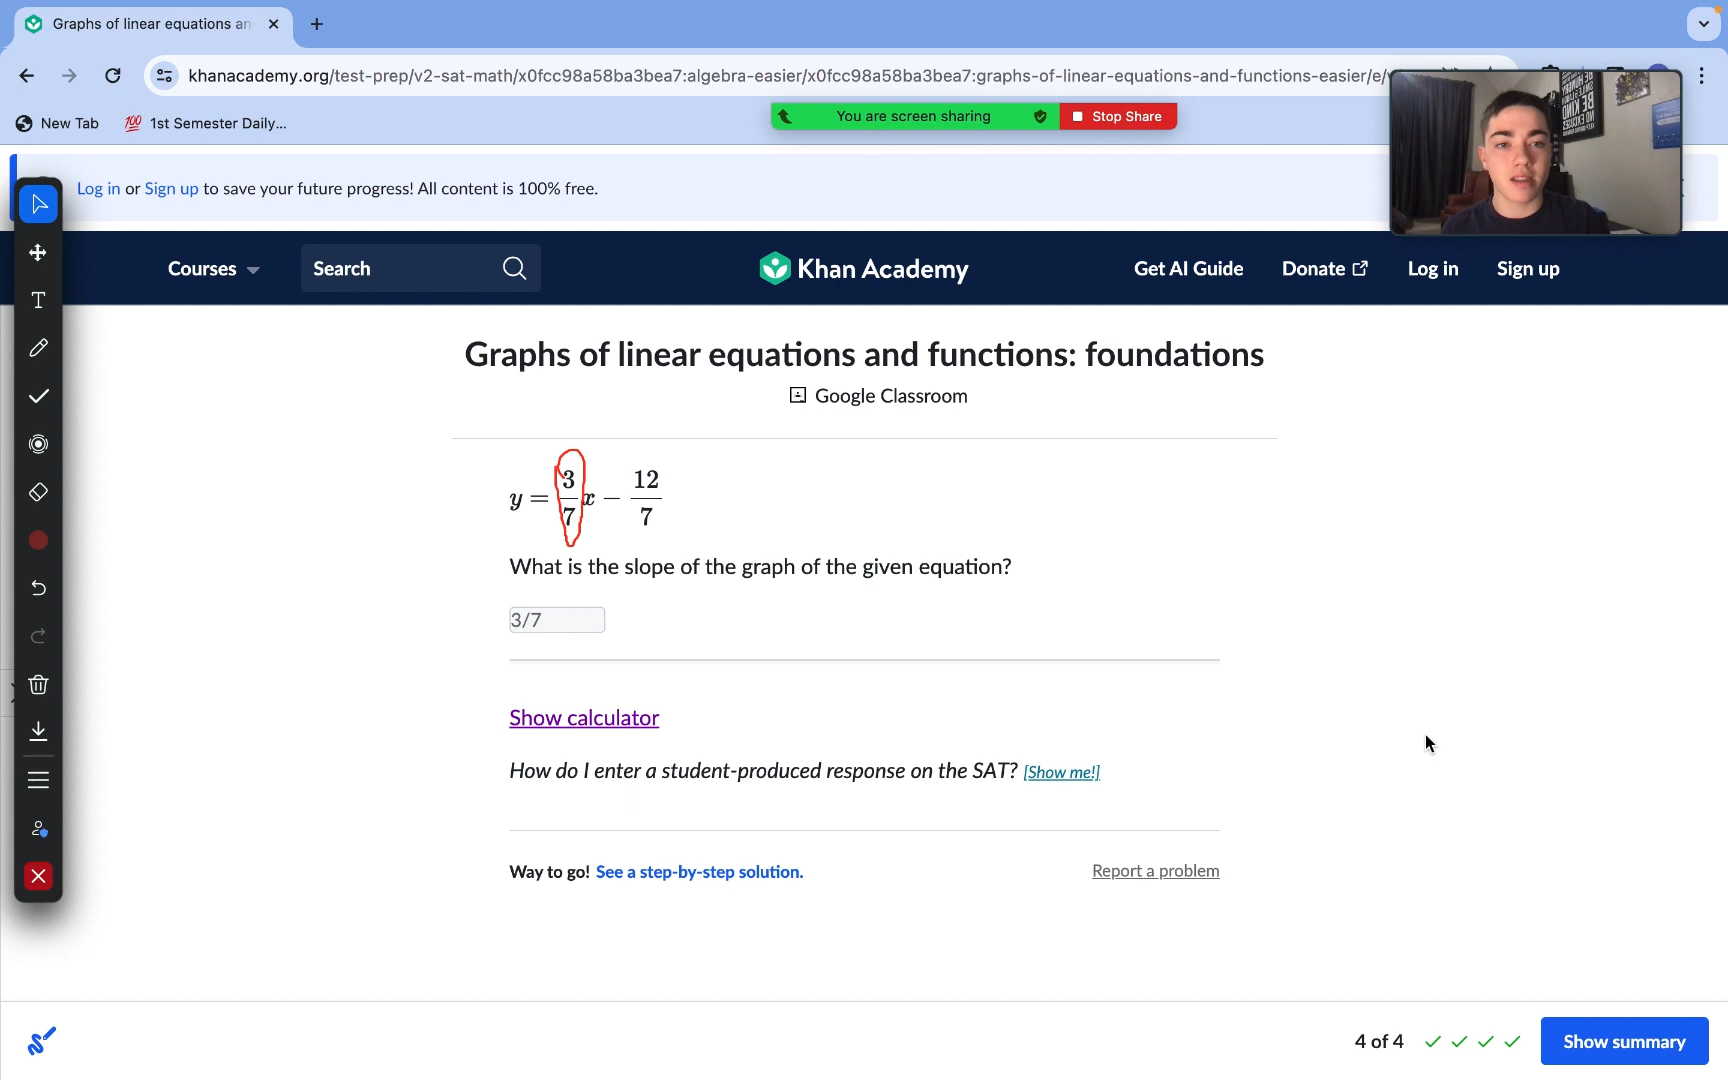 Graphs of linear equations an
khanacademy.org/test-prep/v2-sat-math/x0fcc98a58ba3bea7:algebra-easier/x0fcc98a58ba3bea7:graphs-of-linear-equations-and-functions-easier/e/
New Tab
1st Semester Daily...
You are screen sharing
Stop Share
Log in or Sign up to save your future progress! All content is 100% free.
Courses
Search
Khan Academy
Get AI Guide
Donate
Log in
Sign up
Graphs of linear equations and functions: foundations
Google Classroom
y = 3/7 x − 12/7
What is the slope of the graph of the given equation?
3/7
Show calculator
How do I enter a student-produced response on the SAT? [Show me!]
Way to go! See a step-by-step solution.
Report a problem
4 of 4
Show summary